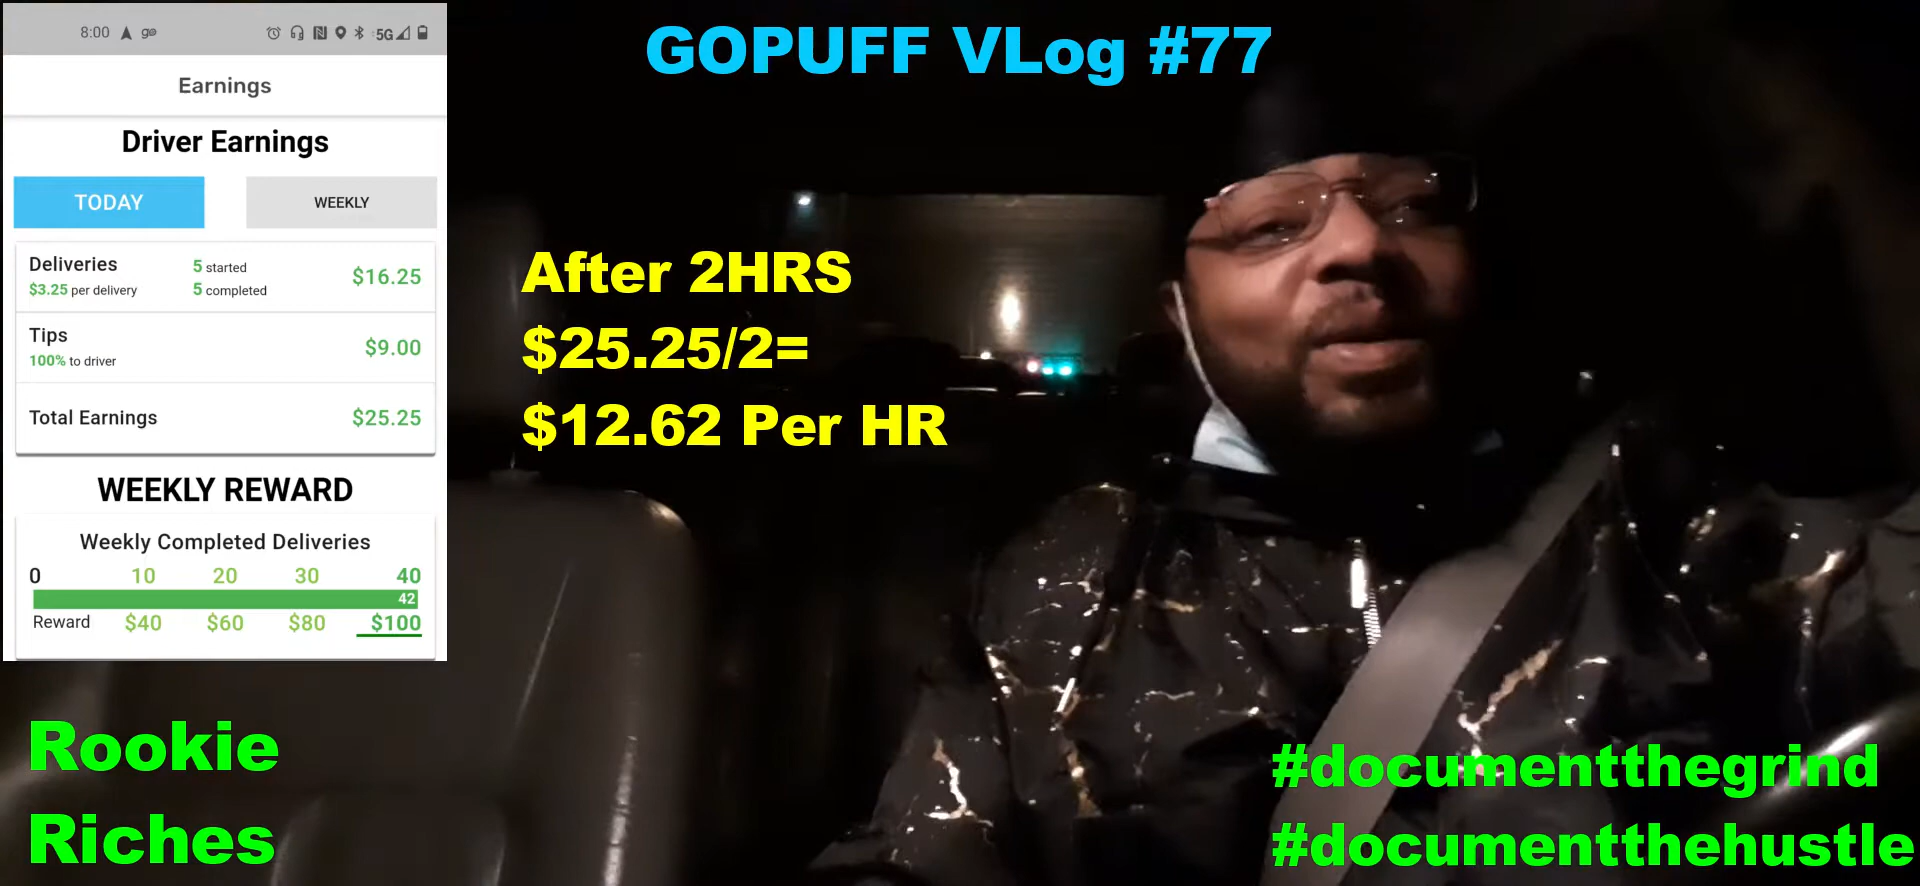 8:00 go 5G
Earnings
Driver Earnings
TODAY WEEKLY
Deliveries 5 started $16.25
$3.25 per delivery 5 completed
Tips $9.00
100% to driver
Total Earnings $25.25
WEEKLY REWARD
Weekly Completed Deliveries
0 10 20 30 40
42
Reward $40 $60 $80 $100
GOPUFF VLog #77
After 2HRS
$25.25/2=
$12.62 Per HR
Rookie
Riches
#documentthegrind
#documentthehustle